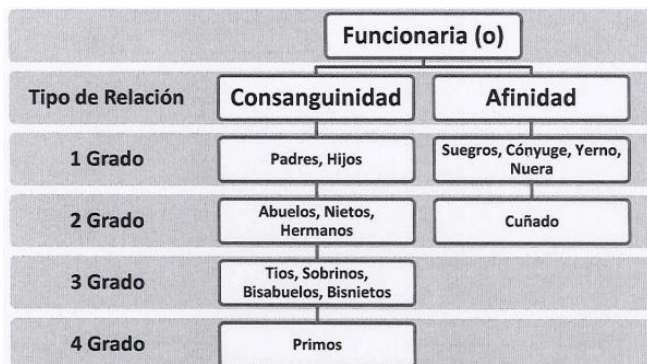 Funcionaria (o)
Tipo de Relación
Consanguinidad
Afinidad
1 Grado
Padres, Hijos
Suegros, Cónyuge, Yerno,
Nuera
2 Grado
Abuelos, Nietos,
Hermanos
Cuñado
3 Grado
Tios, Sobrinos,
Bisabuelos, Bisnietos
4 Grado
Primos